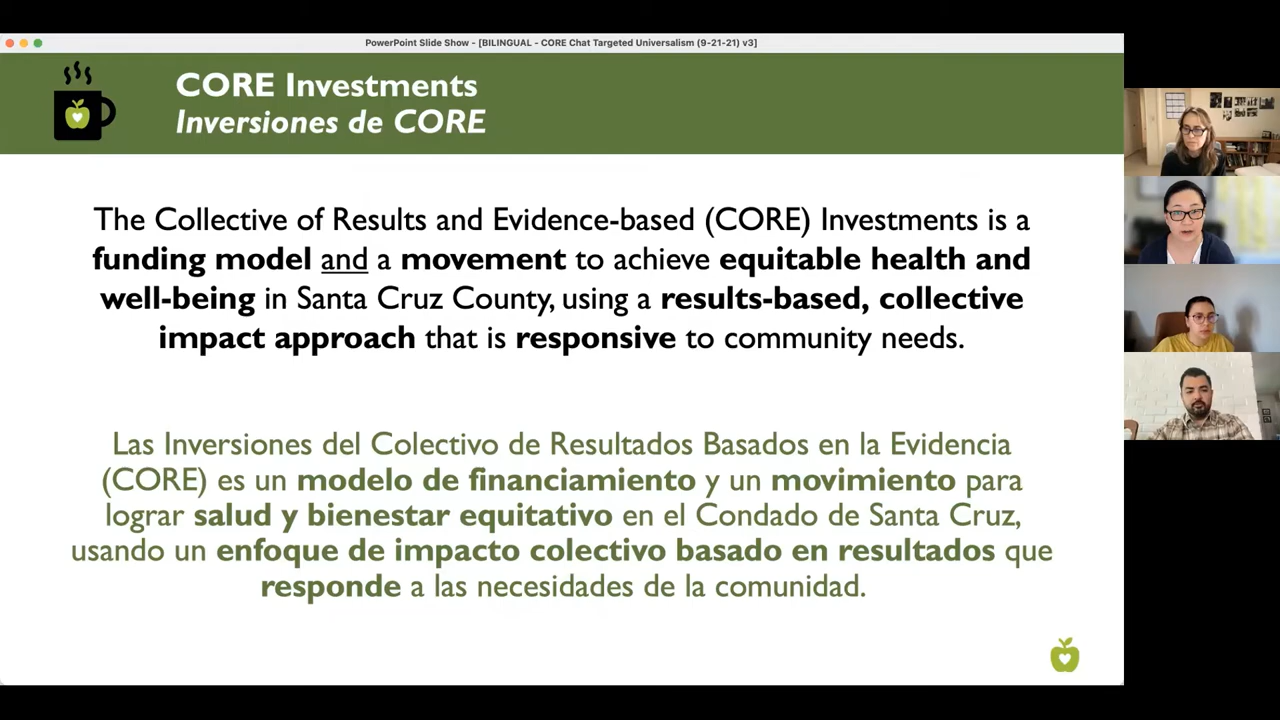 PowerPoint Slide Show - [BILINGUAL - CORE Chat Targeted Universalism (9-21-21) v3]
CORE Investments
Inversiones de CORE
The Collective of Results and Evidence-based (CORE) Investments is a
funding model and a movement to achieve equitable health and
well-being in Santa Cruz County, using a results-based, collective
impact approach that is responsive to community needs.
Las Inversiones del Colectivo de Resultados Basados en la Evidencia
(CORE) es un modelo de financiamiento y un movimiento para
lograr salud y bienestar equitativo en el Condado de Santa Cruz,
usando un enfoque de impacto colectivo basado en resultados que
responde a las necesidades de la comunidad.